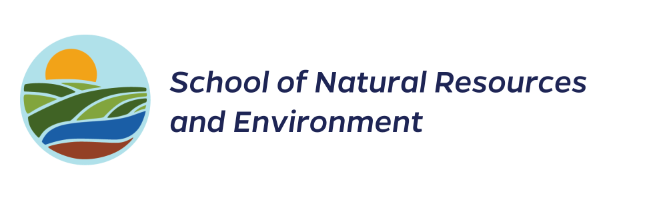 School of Natural Resources
and Environment